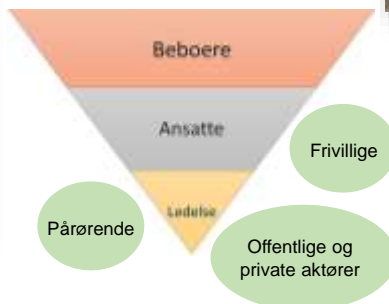 Beboere
Ansatte
Frivillige
Ledelse
Pårørende
Offentlige og
private aktører